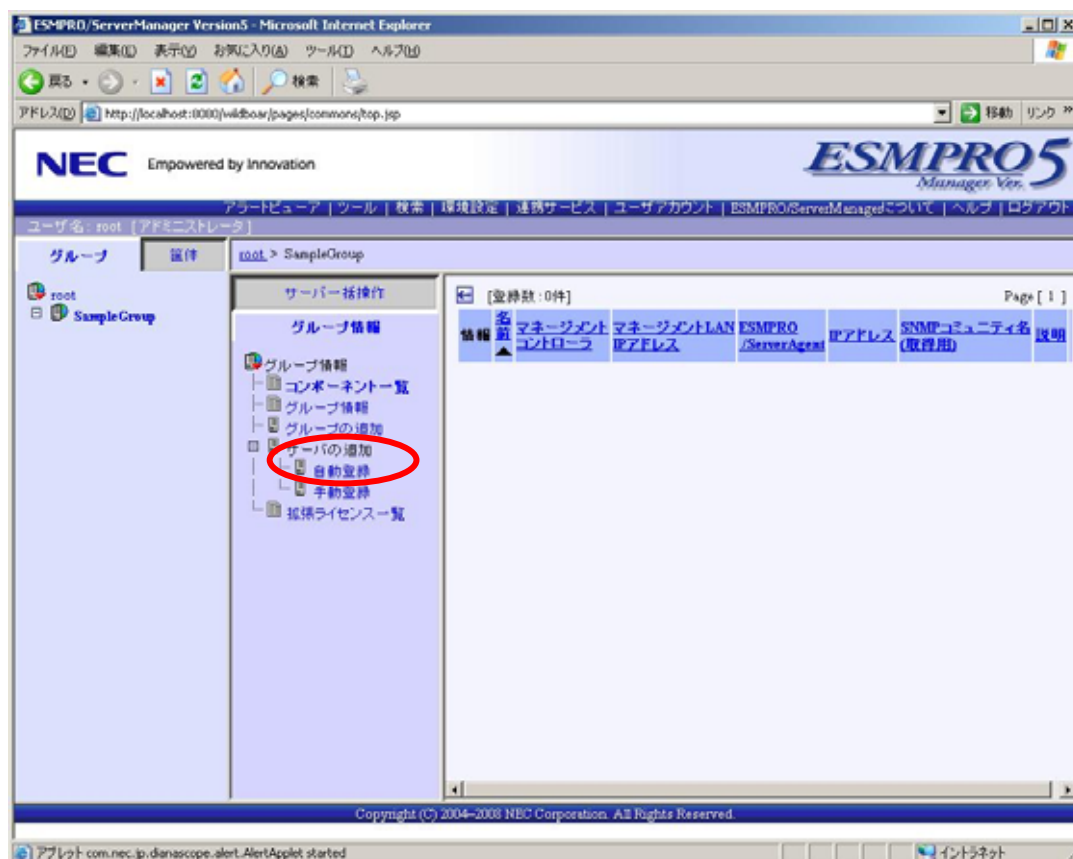 ESMPRO/ServerManager Version5 - Microsoft Internet Explorer
ファイル(F) 編集(E) 表示(V) お気に入り(A) ツール(T) ヘルプ(H)
戻る 検索
アドレス(D) http://localhost:8080/wildboar/pages/commons/top.jsp 移動 リンク »
NEC Empowered by Innovation
ESMPRO5
Manager Ver.
アラートビューア | ツール | 検索 | 環境設定 | 連携サービス | ユーザアカウント | ESMPRO/ServerManagerについて | ヘルプ | ログアウト
ユーザ名 : root [アドミニストレータ]
グループ 筐体 root > SampleGroup
root
SampleGroup
サーバ一括操作
グループ情報
グループ情報
コンポーネント一覧
グループ情報
グループの追加
サーバの追加
自動登録
手動登録
拡張ライセンス一覧
[登録数 : 0件] Page [ 1 ]
情報 名前▲ マネージメントコントローラ マネージメントLAN IPアドレス ESMPRO/ServerAgent IPアドレス SNMPコミュニティ名(取得用) 説明
Copyright (C) 2004-2008 NEC Corporation. All Rights Reserved.
アプレット com.nec.jp.dianascope.alert.AlertApplet started イントラネット